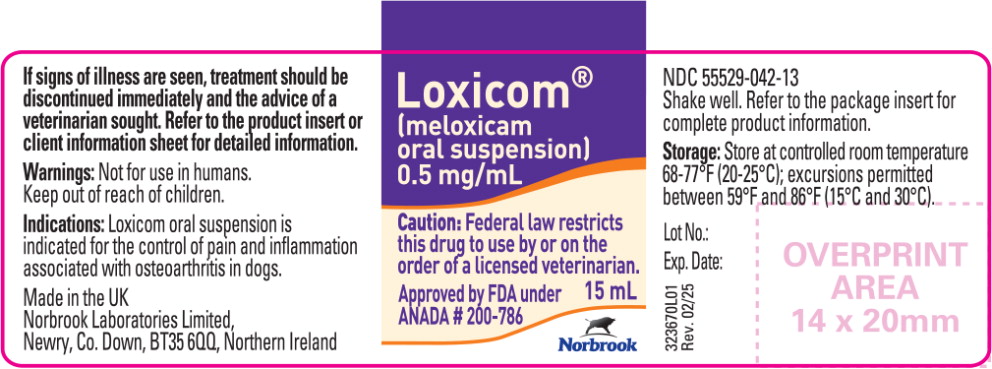 If signs of illness are seen, treatment should be
discontinued immediately and the advice of a
veterinarian sought. Refer to the product insert or
client information sheet for detailed information.
Warnings: Not for use in humans.
Keep out of reach of children.
Indications: Loxicom oral suspension is
indicated for the control of pain and inflammation
associated with osteoarthritis in dogs.
Made in the UK
Norbrook Laboratories Limited,
Newry, Co. Down, BT35 6QQ, Northern Ireland
Loxicom®
(meloxicam
oral suspension)
0.5 mg/mL
Caution: Federal law restricts
this drug to use by or on the
order of a licensed veterinarian.
Approved by FDA under
ANADA # 200-786
15 mL
Norbrook
NDC 55529-042-13
Shake well. Refer to the package insert for
complete product information.
Storage: Store at controlled room temperature
68-77°F (20-25°C); excursions permitted
between 59°F and 86°F (15°C and 30°C).
Lot No.:
Exp. Date:
323670L01
Rev. 02/25
OVERPRINT
AREA
14 x 20mm